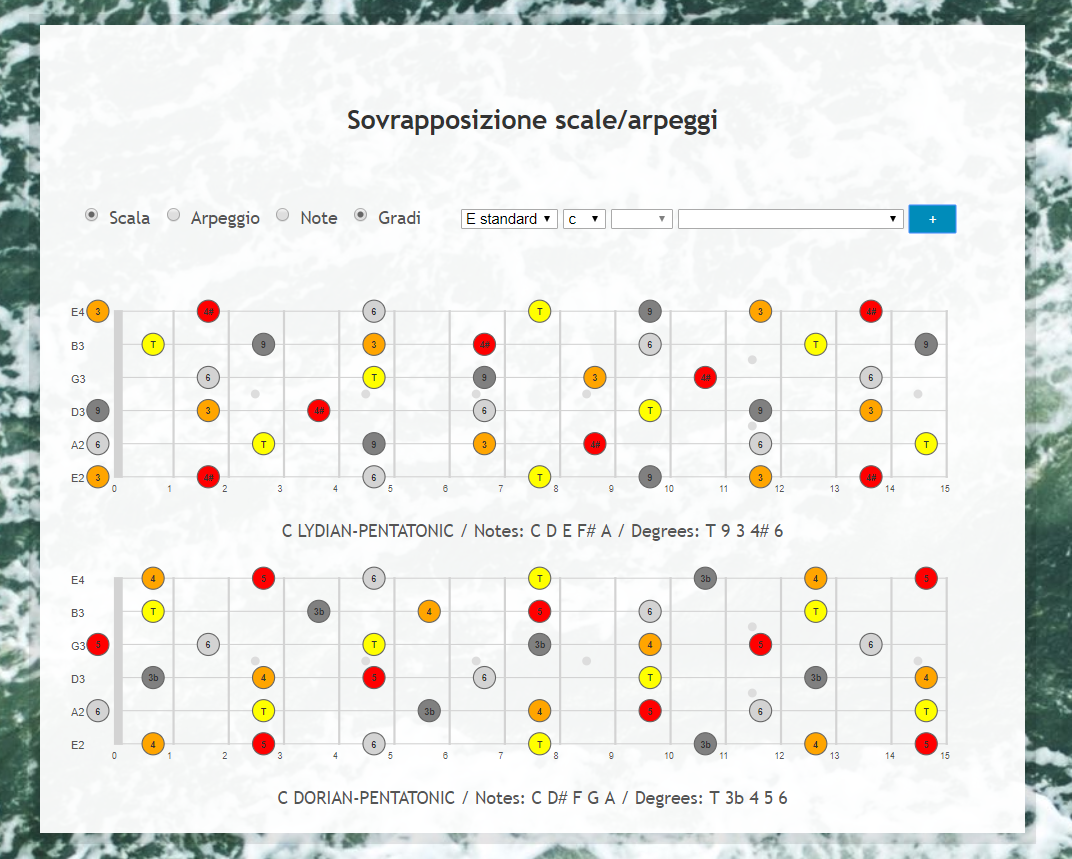 Sovrapposizione scale/arpeggi
Scala Arpeggio Note Gradi E standard c +
E4 3 4# 6 T 9 3 4#
B3 T 9 3 4# 6 T 9
G3 6 T 9 3 4# 6
D3 9 3 4# 6 T 9 3
A2 6 T 9 3 4# 6 T
E2 3 4# 6 T 9 3 4#
0 1 2 3 4 5 6 7 8 9 10 11 12 13 14 15
C LYDIAN-PENTATONIC / Notes: C D E F# A / Degrees: T 9 3 4# 6
E4 4 5 6 T 3b 4 5
B3 T 3b 4 5 6 T
G3 5 6 T 3b 4 5 6
D3 3b 4 5 6 T 3b 4
A2 6 T 3b 4 5 6 T
E2 4 5 6 T 3b 4 5
0 1 2 3 4 5 6 7 8 9 10 11 12 13 14 15
C DORIAN-PENTATONIC / Notes: C D# F G A / Degrees: T 3b 4 5 6